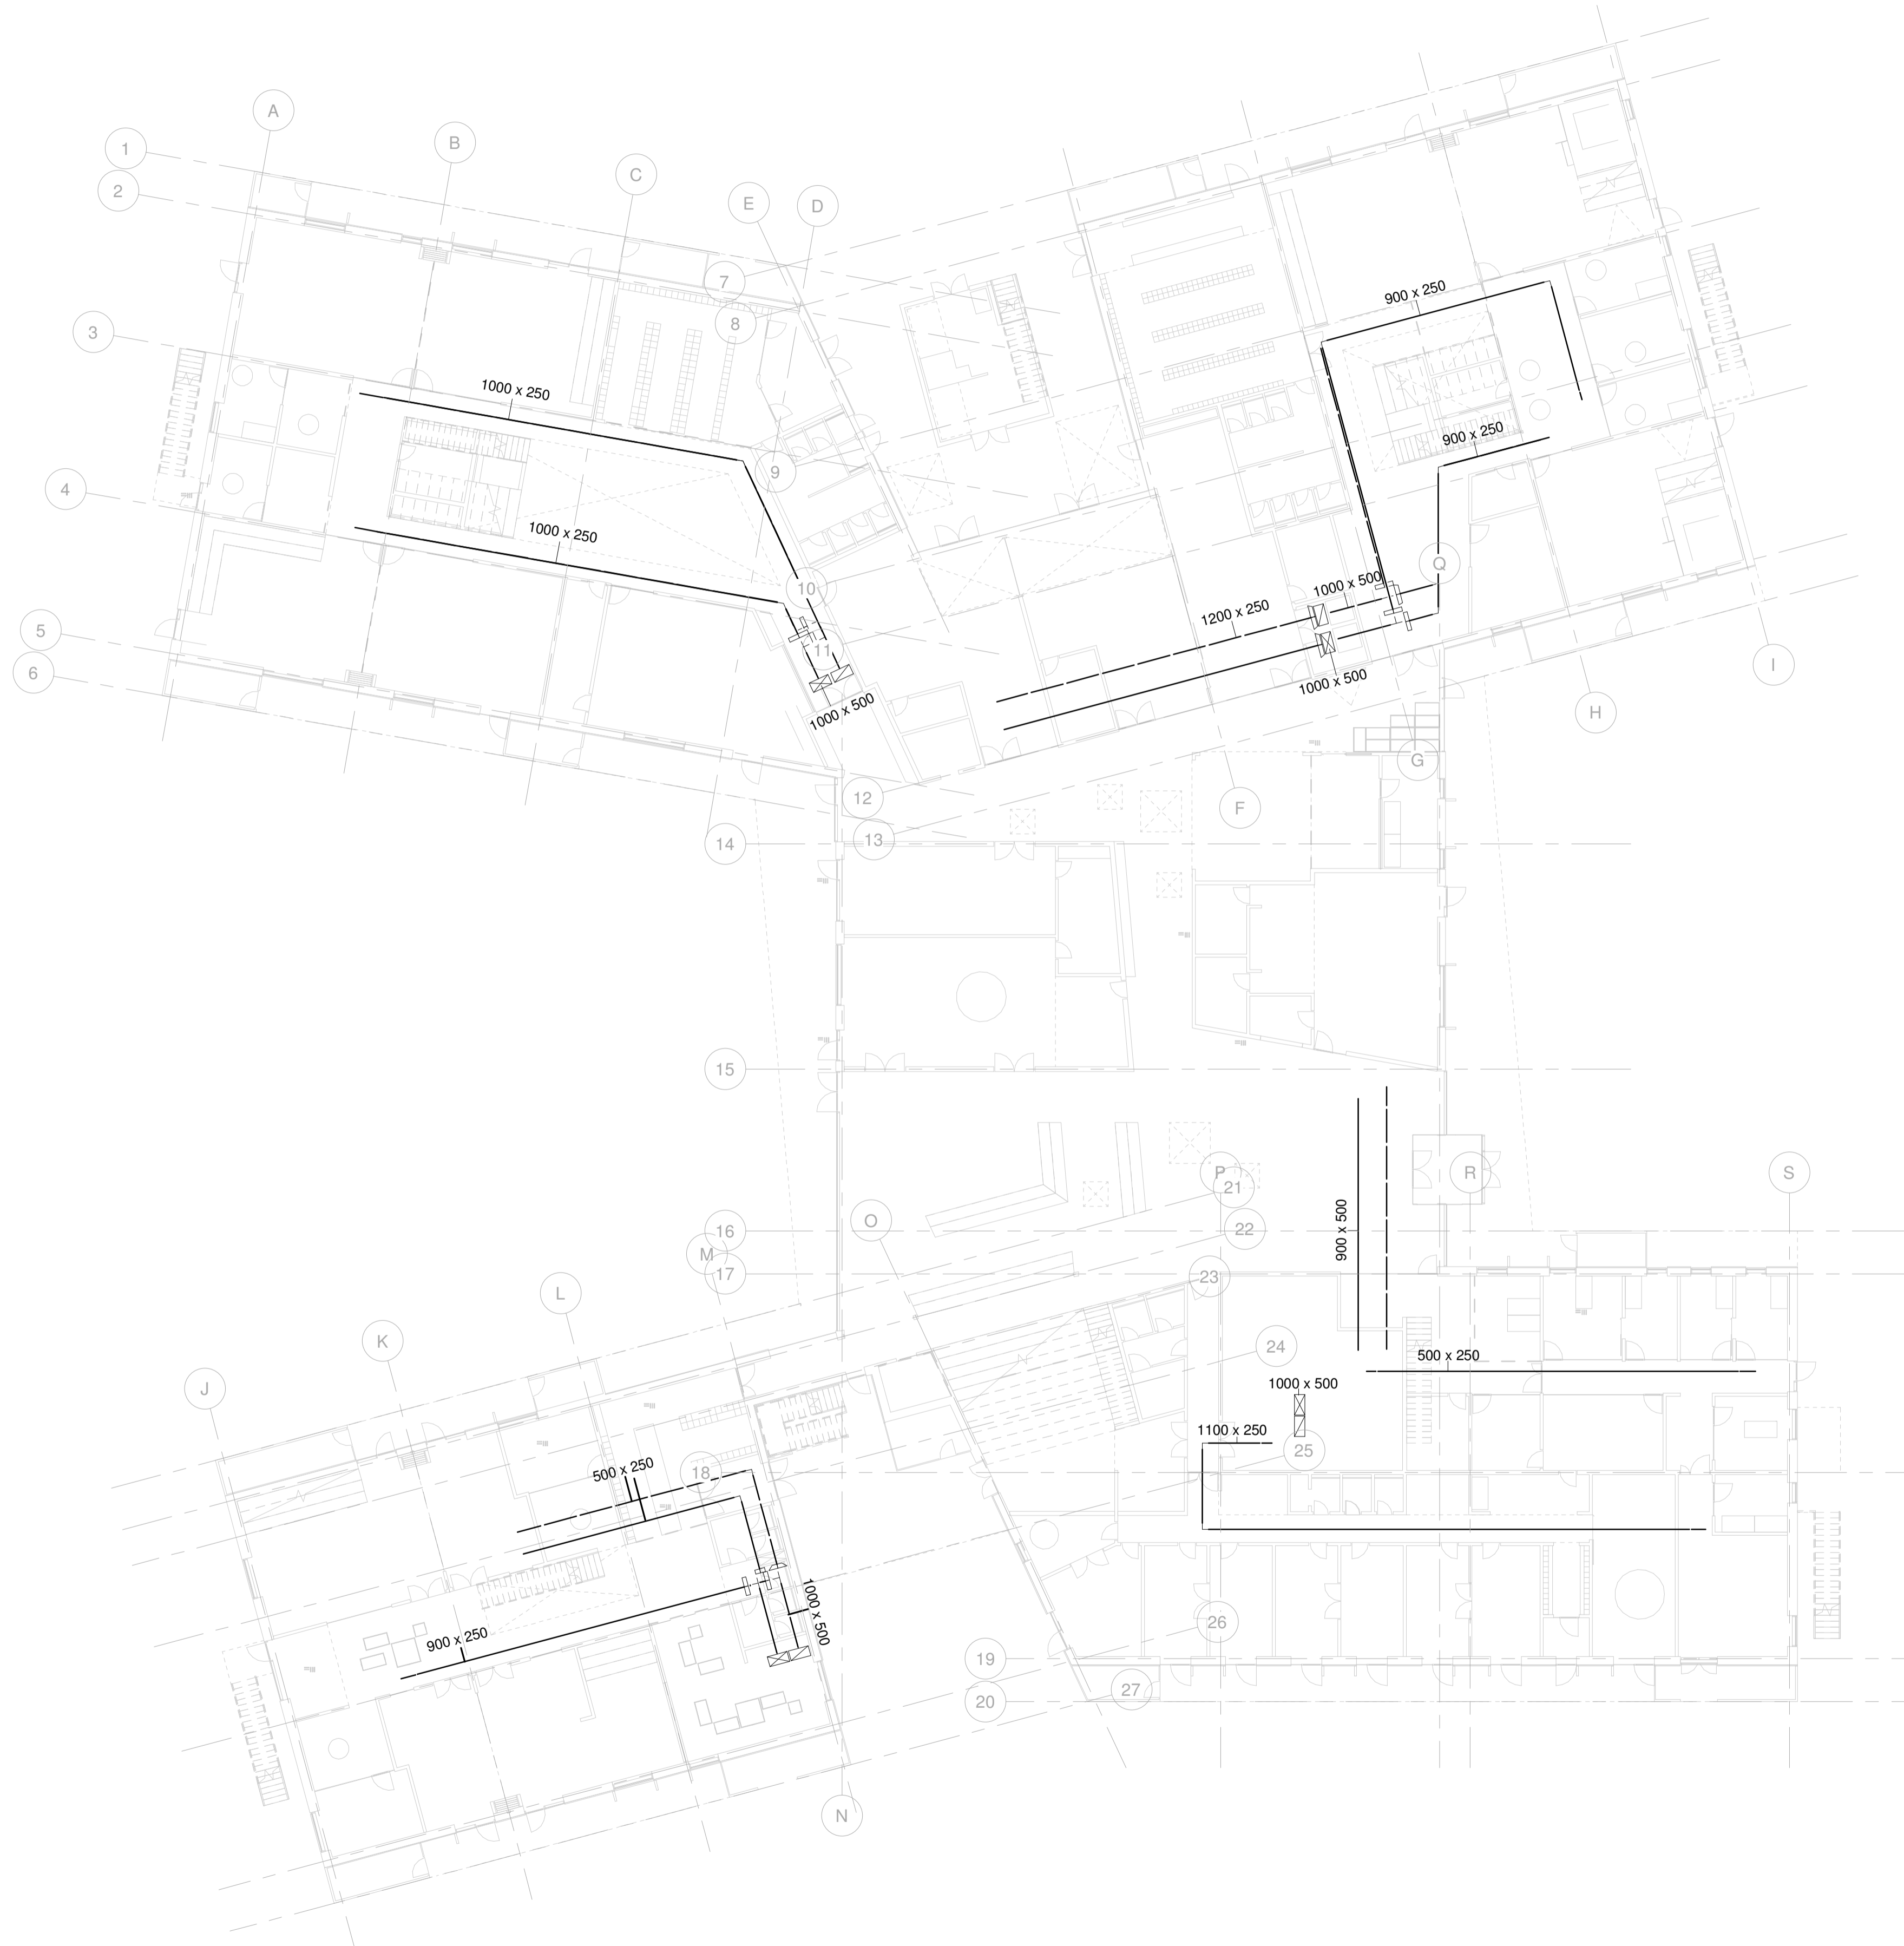 A
B
C
E
D
1
2
3
4
5
6
7
8
9
10
11
12
13
1000 x 250
1000 x 250
1000 x 500
900 x 250
900 x 250
1000 x 500
1200 x 250
1000 x 500
Q
I
H
G
F
14
15
16
M
17
O
P
21
22
23
R
S
24
25
900 x 500
500 x 250
1000 x 500
1100 x 250
L
K
J
500 x 250
18
900 x 250
1000 x 500
26
19
20
27
N